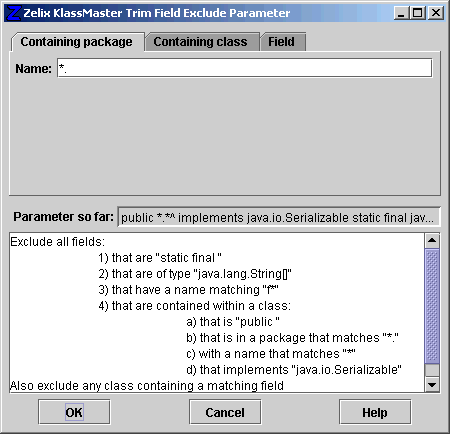 Zelix KlassMaster Trim Field Exclude Parameter
Containing package Containing class Field
Name: *.
Parameter so far: public *.*^ implements java.io.Serializable static final jav...
Exclude all fields:
1) that are "static final "
2) that are of type "java.lang.String[]"
3) that have a name matching "f*"
4) that are contained within a class:
a) that is "public "
b) that is in a package that matches "*."
c) with a name that matches "*"
d) that implements "java.io.Serializable"
Also exclude any class containing a matching field
OK Cancel Help